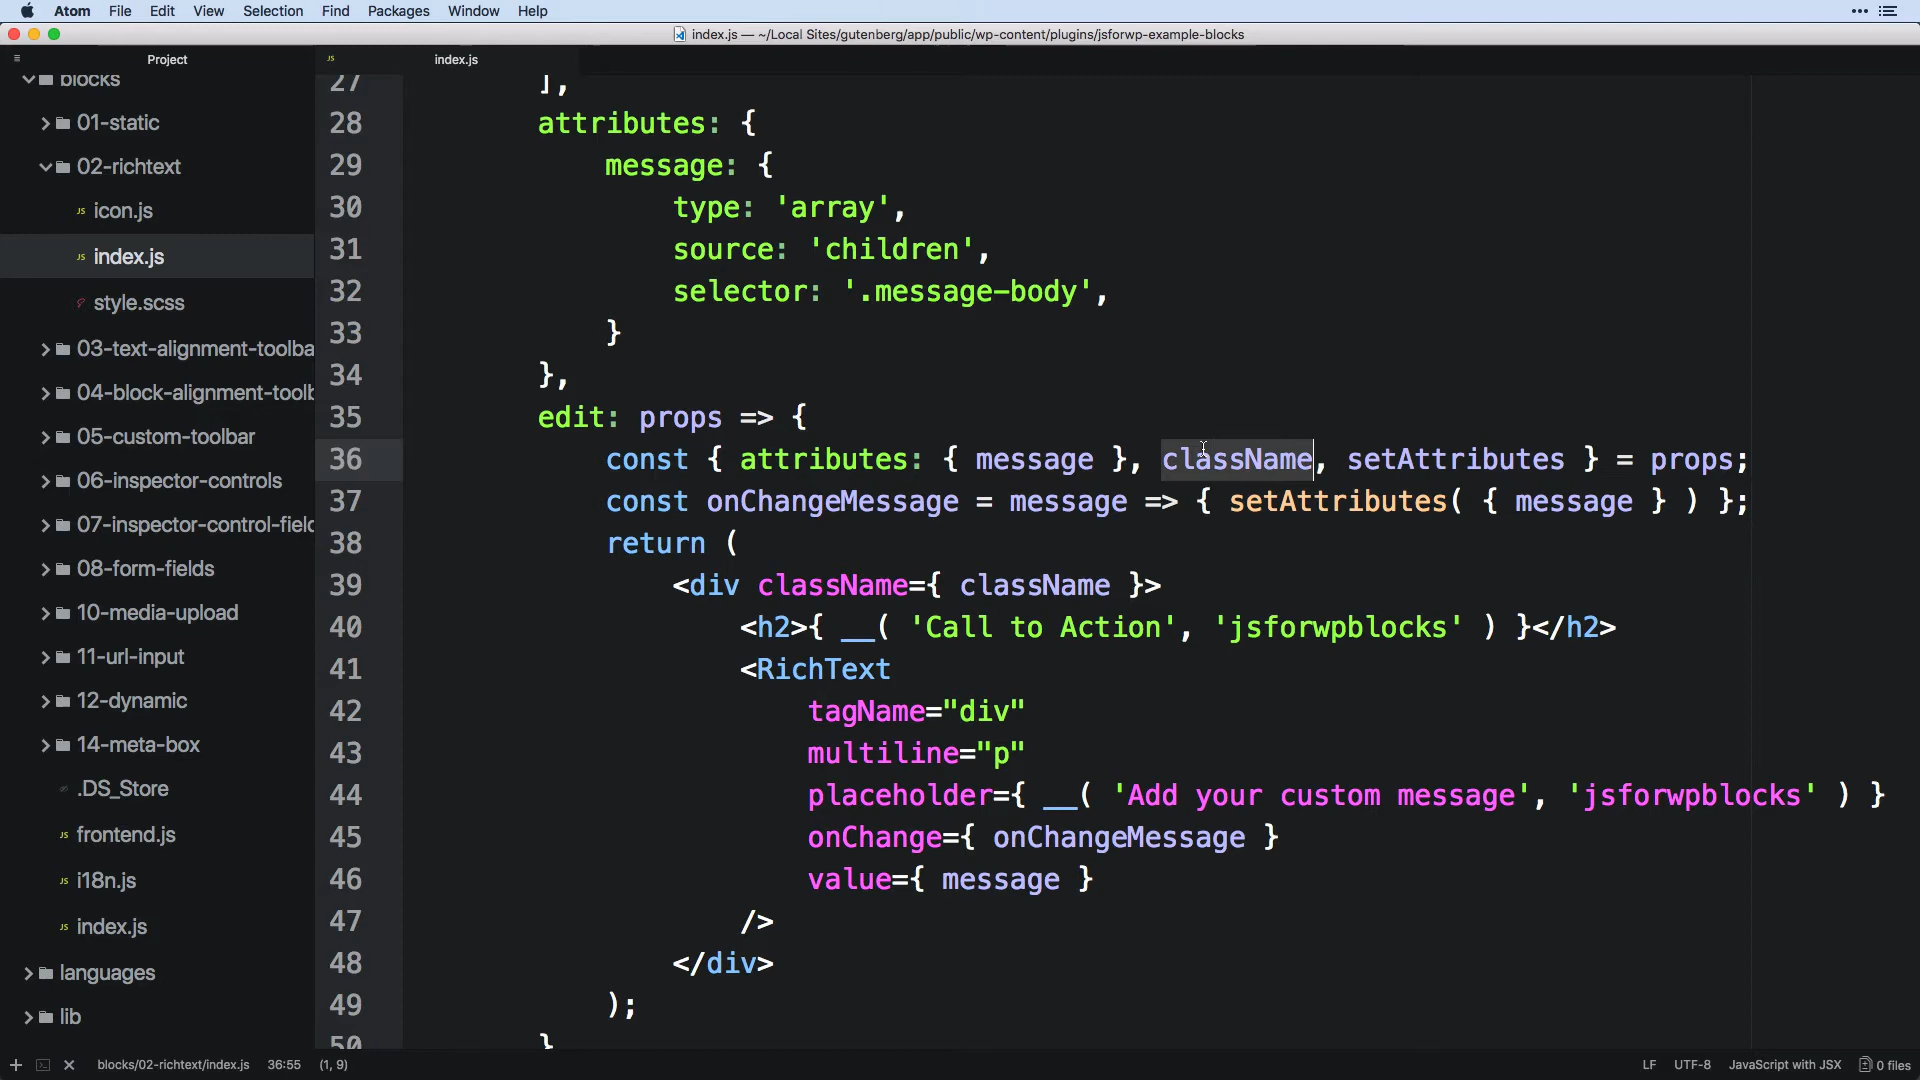 Atom File Edit View Selection Find Packages Window Help
index.js — ~/Local Sites/gutenberg/app/public/wp-content/plugins/jsforwp-example-blocks
Project
blocks
01-static
02-richtext
icon.js
index.js
style.scss
03-text-alignment-toolba
04-block-alignment-toolb
05-custom-toolbar
06-inspector-controls
07-inspector-control-field
08-form-fields
10-media-upload
11-url-input
12-dynamic
14-meta-box
.DS_Store
frontend.js
i18n.js
index.js
languages
lib
JS index.js
27 ],
28 attributes: {
29 message: {
30 type: 'array',
31 source: 'children',
32 selector: '.message-body',
33 }
34 },
35 edit: props => {
36 const { attributes: { message }, className, setAttributes } = props;
37 const onChangeMessage = message => { setAttributes( { message } ) };
38 return (
39 <div className={ className }>
40 <h2>{ __( 'Call to Action', 'jsforwpblocks' ) }</h2>
41 <RichText
42 tagName="div"
43 multiline="p"
44 placeholder={ __( 'Add your custom message', 'jsforwpblocks' ) }
45 onChange={ onChangeMessage }
46 value={ message }
47 />
48 </div>
49 );
50 }
blocks/02-richtext/index.js 36:55 (1, 9) LF UTF-8 JavaScript with JSX 0 files